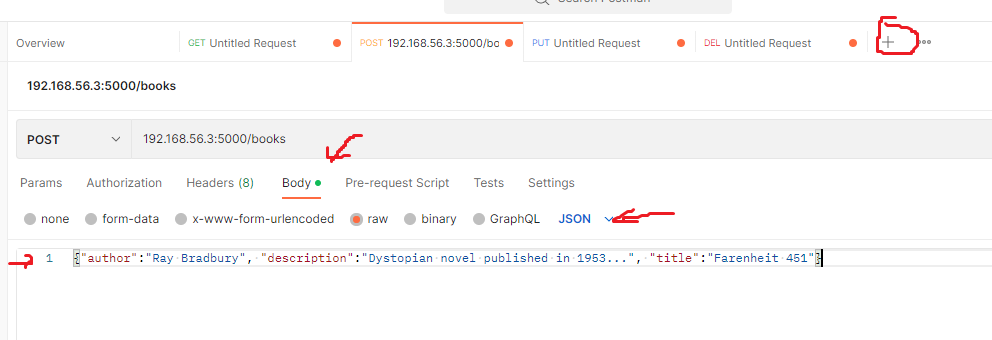 Search Postman
Overview GET Untitled Request POST 192.168.56.3:5000/bo PUT Untitled Request DEL Untitled Request + ooo
192.168.56.3:5000/books
POST 192.168.56.3:5000/books
Params Authorization Headers (8) Body Pre-request Script Tests Settings
none form-data x-www-form-urlencoded raw binary GraphQL JSON
1 {"author":"Ray Bradbury", "description":"Dystopian novel published in 1953...", "title":"Farenheit 451"}